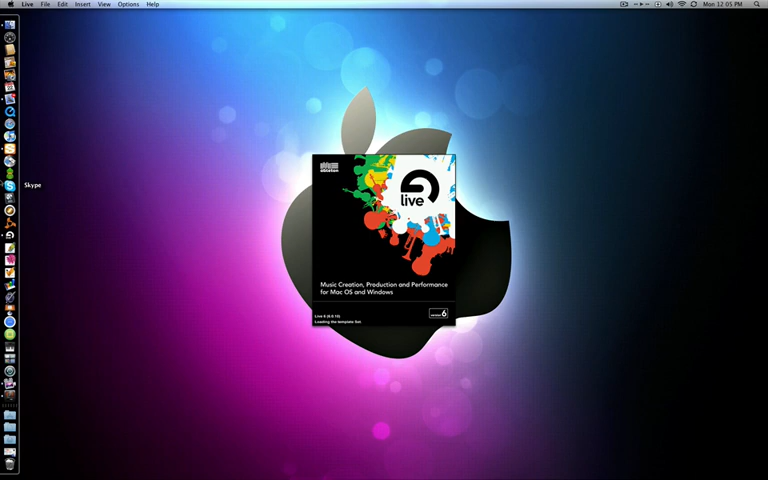 Live File Edit Insert View Options Help
Mon 12 05 PM
Skype
Ableton
live
Music Creation, Production and Performance
for Mac OS and Windows
Live 6 (6.0.10)
version 6
Loading the template Set.